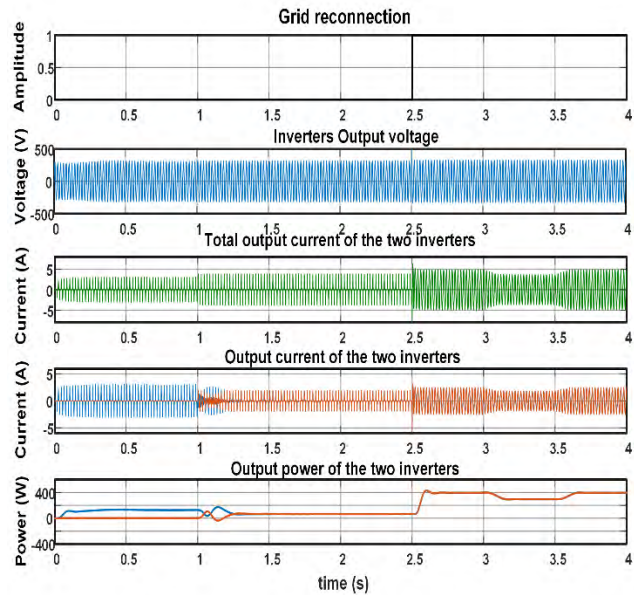 Grid reconnection
Amplitude
1
0.5
0
0 0.5 1 1.5 2 2.5 3 3.5 4
Inverters Output voltage
Voltage (V)
500
0
-500
0 0.5 1 1.5 2 2.5 3 3.5 4
Total output current of the two inverters
Current (A)
5
0
-5
0 0.5 1 1.5 2 2.5 3 3.5 4
Output current of the two inverters
Current (A)
5
0
-5
0 0.5 1 1.5 2 2.5 3 3.5 4
Output power of the two inverters
Power (W)
400
0
-400
0 0.5 1 1.5 2 2.5 3 3.5 4
time (s)